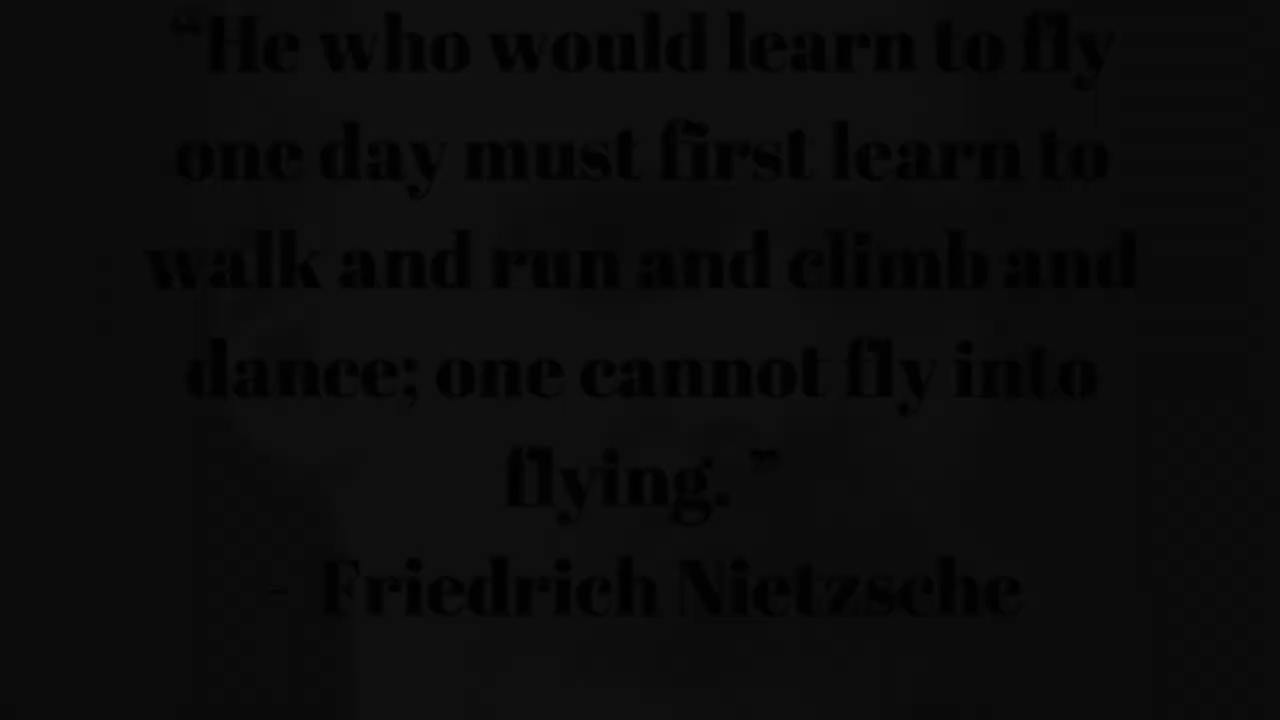 “He who would learn to fly
one day must first learn to
walk and run and climb and
dance; one cannot fly into
flying. ”
- Friedrich Nietzsche